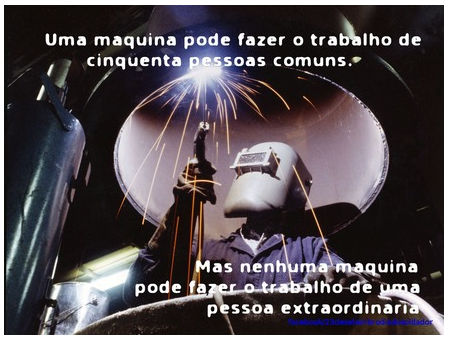 Uma maquina pode fazer o trabalho de
cinquenta pessoas comuns.
Mas nenhuma maquina
pode fazer o trabalho de uma
pessoa extraordinaria